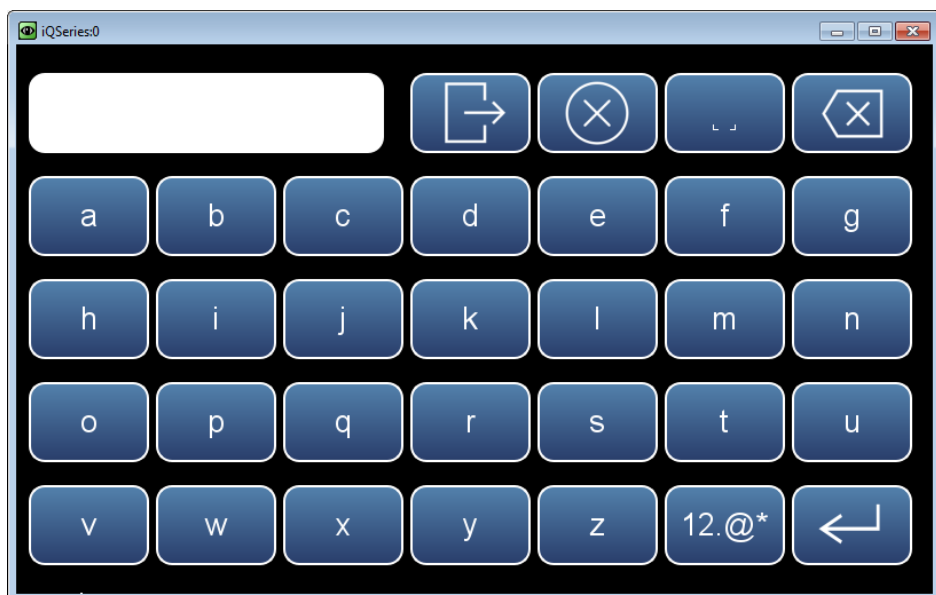 iQSeries:0
a b c d e f g
h i j k l m n
o p q r s t u
v w x y z 12.@*